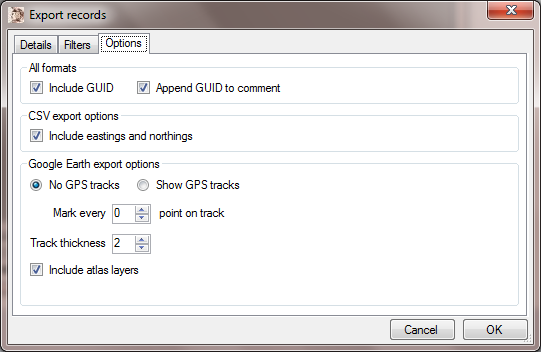 Export records
Details Filters Options
All formats
Include GUID Append GUID to comment
CSV export options
Include eastings and northings
Google Earth export options
No GPS tracks Show GPS tracks
Mark every 0 point on track
Track thickness 2
Include atlas layers
Cancel OK